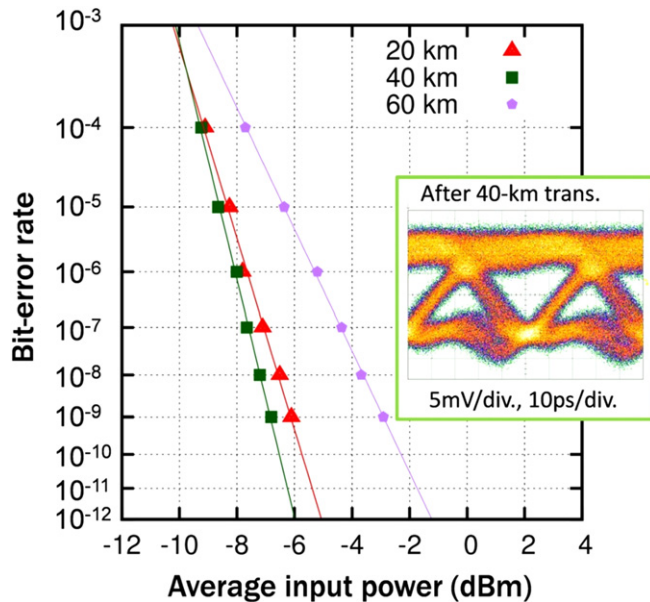 10-3
10-4
10-5
10-6
10-7
10-8
10-9
10-10
10-11
10-12
Bit-error rate
20 km
40 km
60 km
After 40-km trans.
5mV/div., 10ps/div.
-12 -10 -8 -6 -4 -2 0 2 4
Average input power (dBm)